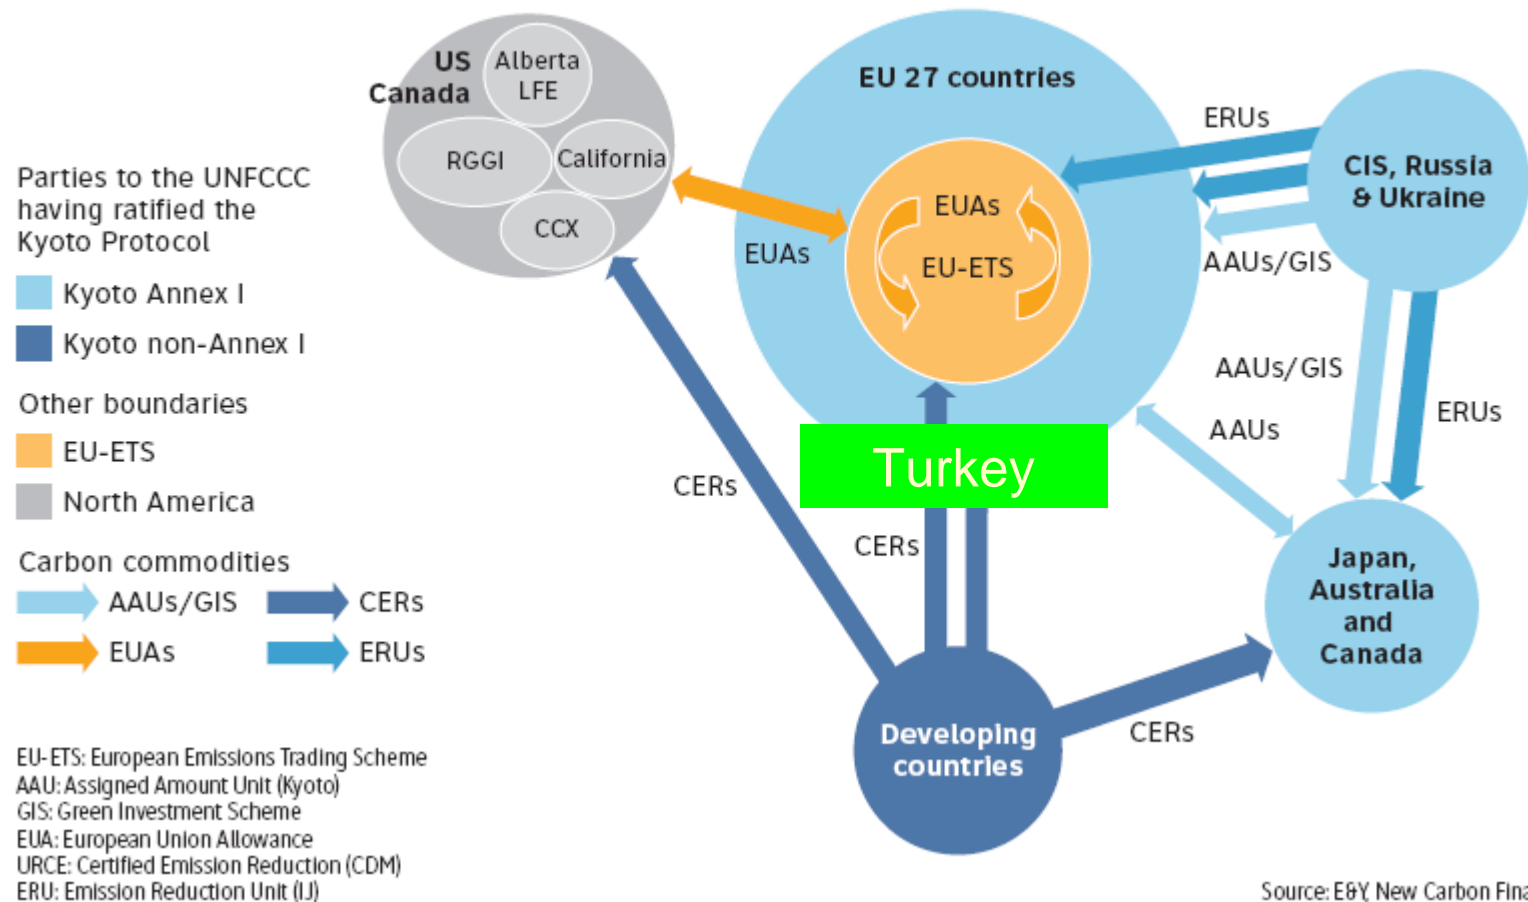 US
Canada
Alberta
LFE
RGGI
California
CCX
EU 27 countries
EUAs
EU-ETS
EUAs
ERUs
CIS, Russia
& Ukraine
AAUs/GIS
AAUs/GIS
ERUs
AAUs
Parties to the UNFCCC
having ratified the
Kyoto Protocol
Kyoto Annex I
Kyoto non-Annex I
Other boundaries
EU-ETS
North America
Carbon commodities
AAUs/GIS
CERs
EUAs
ERUs
CERs
Turkey
CERs
Japan,
Australia
and
Canada
Developing
countries
CERs
EU-ETS: European Emissions Trading Scheme
AAU: Assigned Amount Unit (Kyoto)
GIS: Green Investment Scheme
EUA: European Union Allowance
URCE: Certified Emission Reduction (CDM)
ERU: Emission Reduction Unit (IJ)
Source: E&Y, New Carbon Fina